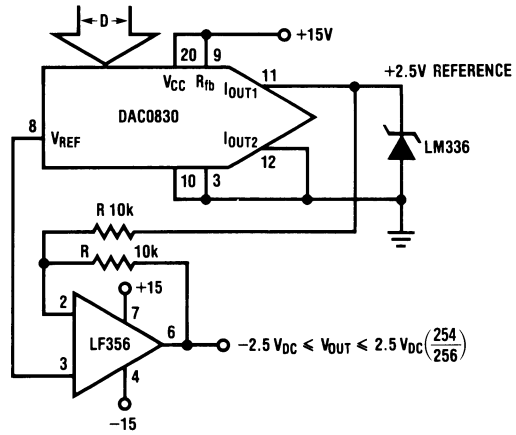 D
+15V
20 9
VCC Rfb IOUT1 11
+2.5V REFERENCE
DAC0830
8 VREF
IOUT2
12
LM336
10 3
R 10k
R 10k
+15
2 7
LF356 6
−2.5 VDC ≤ VOUT ≤ 2.5 VDC(254/256)
3 4
−15